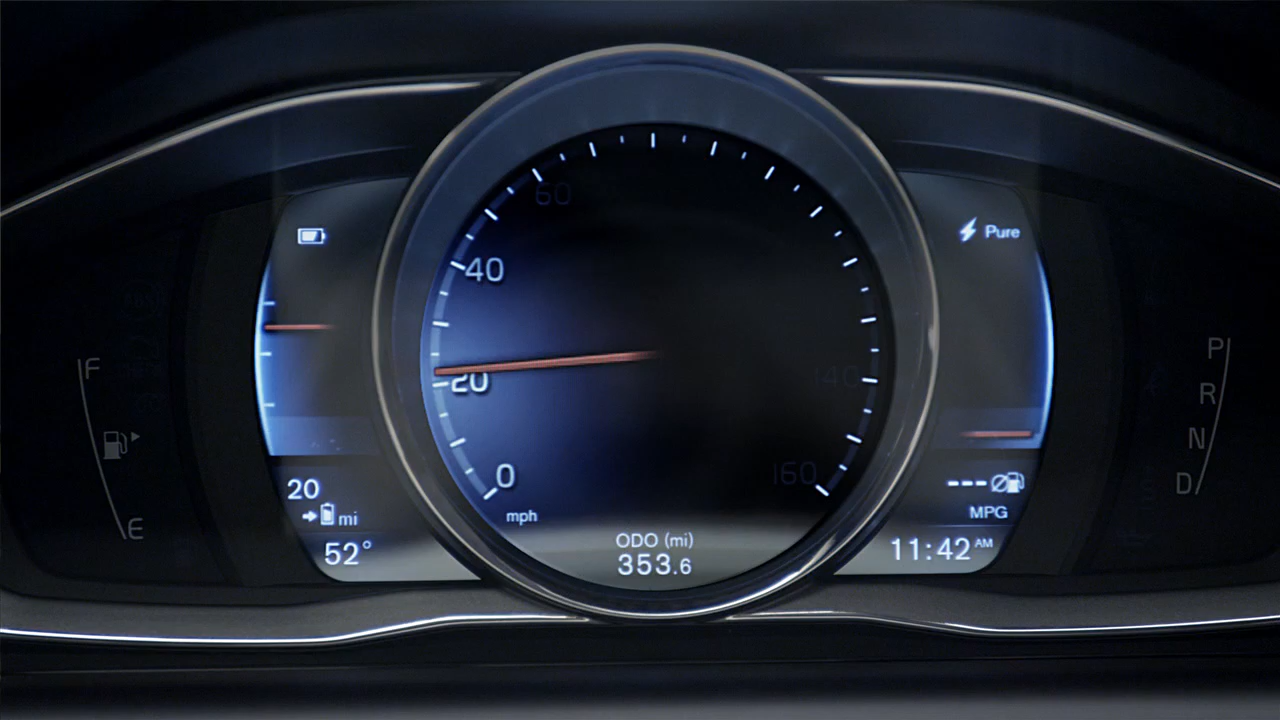 60
Pure
40
F
P
140
R
20
N
0
160
D
20
--- Ø
mi
MPG
mph
E
ODO (mi)
52°
11:42 AM
353.6